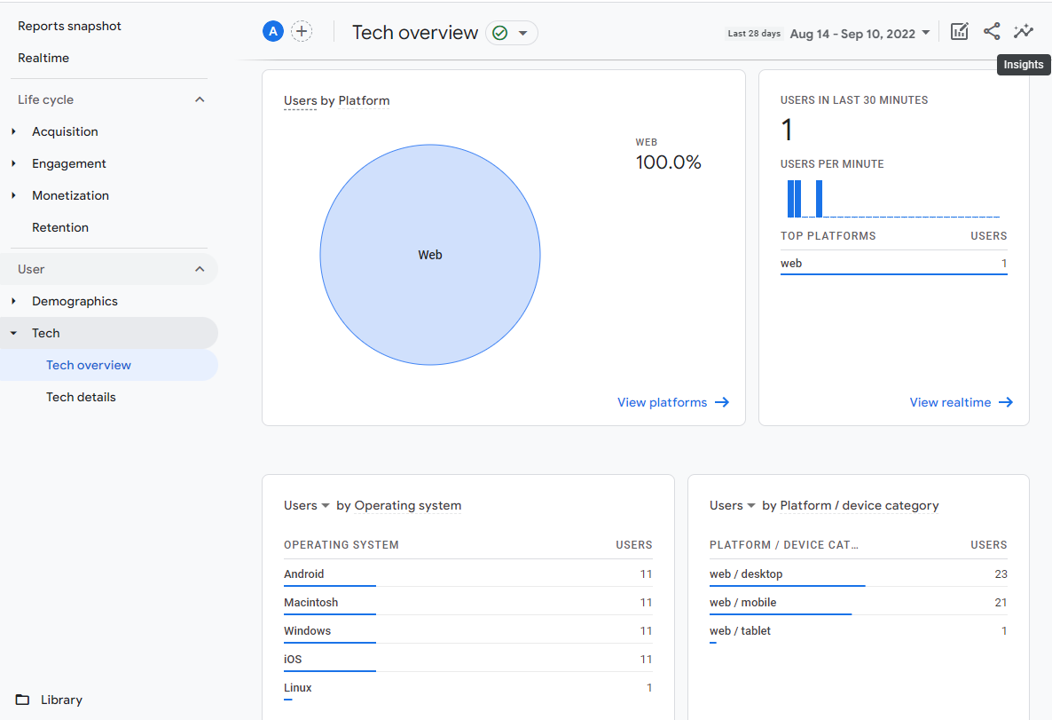 Reports snapshot
Realtime
Life cycle
Acquisition
Engagement
Monetization
Retention
User
Demographics
Tech
Tech overview
Tech details
Library
A
Tech overview
Last 28 days Aug 14 - Sep 10, 2022
Insights
Users by Platform
WEB
100.0%
Web
View platforms
USERS IN LAST 30 MINUTES
1
USERS PER MINUTE
TOP PLATFORMS USERS
web 1
View realtime
Users by Operating system
OPERATING SYSTEM USERS
Android 11
Macintosh 11
Windows 11
iOS 11
Linux 1
Users by Platform / device category
PLATFORM / DEVICE CAT… USERS
web / desktop 23
web / mobile 21
web / tablet 1